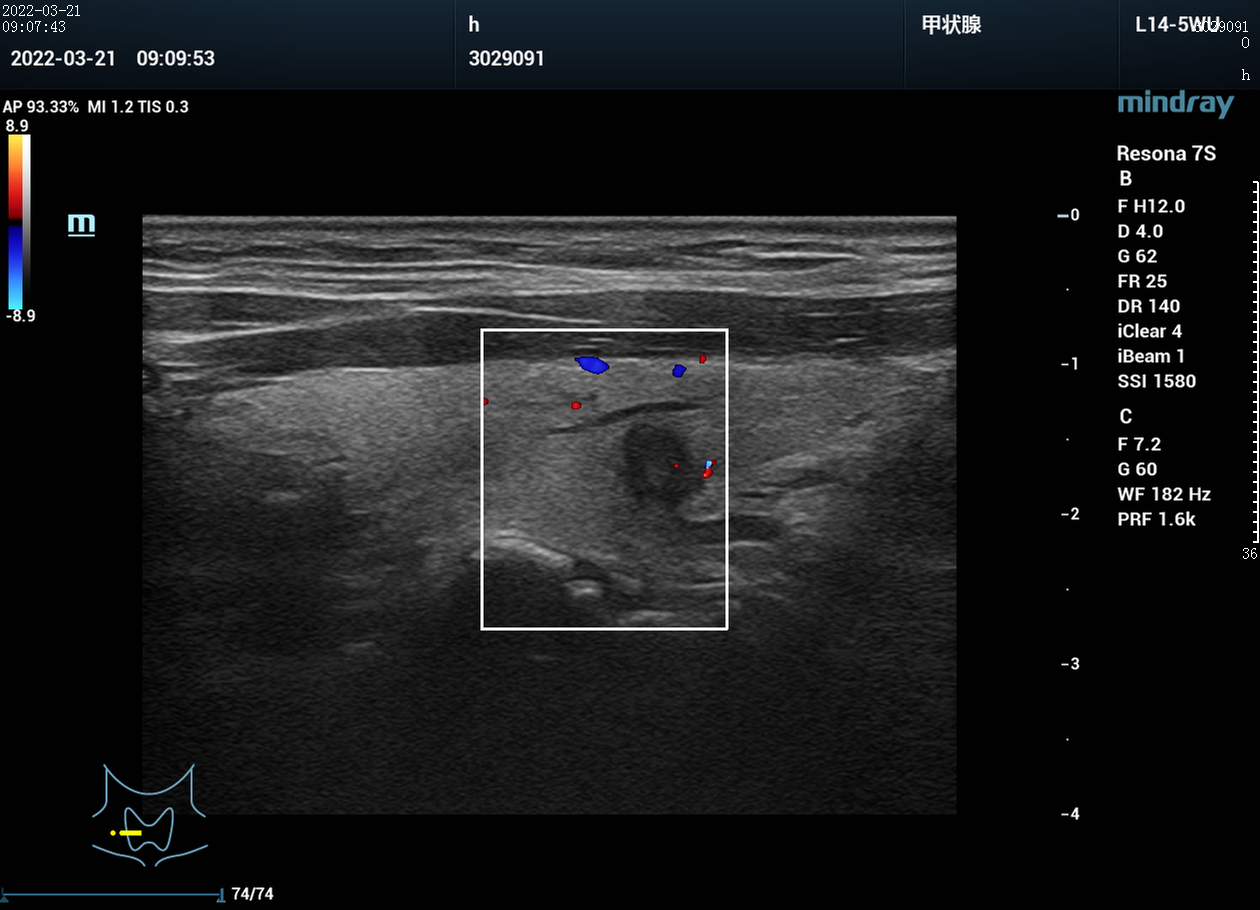 2022-03-21
09:07:43
2022-03-21 09:09:53
h
3029091
甲状腺
L14-5WU
3029091
0
h
AP 93.33% MI 1.2 TIS 0.3
8.9
-8.9
m
mindray
Resona 7S
B
F H12.0
D 4.0
G 62
FR 25
DR 140
iClear 4
iBeam 1
SSI 1580
C
F 7.2
G 60
WF 182 Hz
PRF 1.6k
0
-1
-2
-3
-4
36
74/74